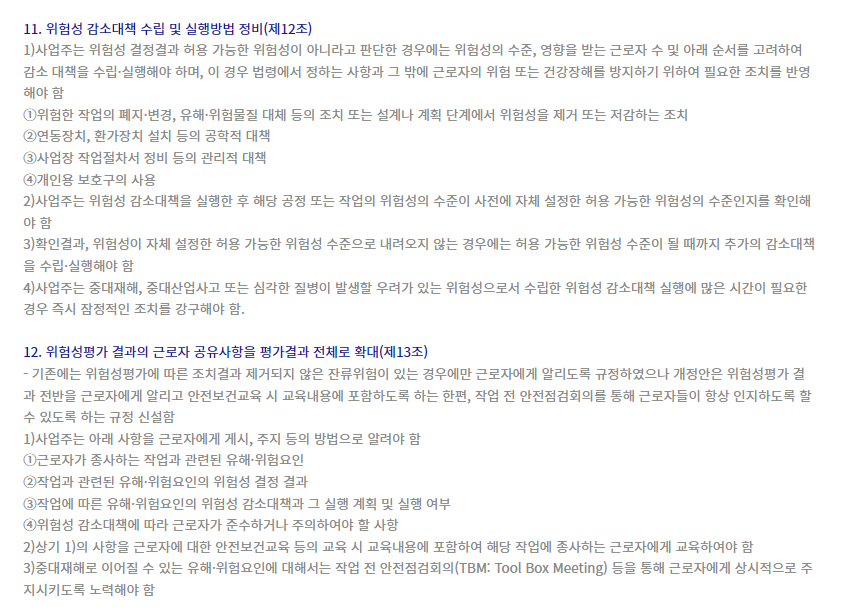 11. 위험성 감소대책 수립 및 실행방법 정비(제12조)
1)사업주는 위험성 결정결과 허용 가능한 위험성이 아니라고 판단한 경우에는 위험성의 수준, 영향을 받는 근로자 수 및 아래 순서를 고려하여
감소 대책을 수립·실행해야 하며, 이 경우 법령에서 정하는 사항과 그 밖에 근로자의 위험 또는 건강장해를 방지하기 위하여 필요한 조치를 반영
해야 함
①위험한 작업의 폐지·변경, 유해·위험물질 대체 등의 조치 또는 설계나 계획 단계에서 위험성을 제거 또는 저감하는 조치
②연동장치, 환가장치 설치 등의 공학적 대책
③사업장 작업절차서 정비 등의 관리적 대책
④개인용 보호구의 사용
2)사업주는 위험성 감소대책을 실행한 후 해당 공정 또는 작업의 위험성의 수준이 사전에 자체 설정한 허용 가능한 위험성의 수준인지를 확인해
야 함
3)확인결과, 위험성이 자체 설정한 허용 가능한 위험성 수준으로 내려오지 않는 경우에는 허용 가능한 위험성 수준이 될 때까지 추가의 감소대책
을 수립·실행해야 함
4)사업주는 중대재해, 중대산업사고 또는 심각한 질병이 발생할 우려가 있는 위험성으로서 수립한 위험성 감소대책 실행에 많은 시간이 필요한
경우 즉시 잠정적인 조치를 강구해야 함.
12. 위험성평가 결과의 근로자 공유사항을 평가결과 전체로 확대(제13조)
- 기존에는 위험성평가에 따른 조치결과 제거되지 않은 잔류위험이 있는 경우에만 근로자에게 알리도록 규정하였으나 개정안은 위험성평가 결
과 전반을 근로자에게 알리고 안전보건교육 시 교육내용에 포함하도록 하는 한편, 작업 전 안전점검회의를 통해 근로자들이 항상 인지하도록 할
수 있도록 하는 규정 신설함
1)사업주는 아래 사항을 근로자에게 게시, 주지 등의 방법으로 알려야 함
①근로자가 종사하는 작업과 관련된 유해·위험요인
②작업과 관련된 유해·위험요인의 위험성 결정 결과
③작업에 따른 유해·위험요인의 위험성 감소대책과 그 실행 계획 및 실행 여부
④위험성 감소대책에 따라 근로자가 준수하거나 주의하여야 할 사항
2)상기 1)의 사항을 근로자에 대한 안전보건교육 등의 교육 시 교육내용에 포함하여 해당 작업에 종사하는 근로자에게 교육하여야 함
3)중대재해로 이어질 수 있는 유해·위험요인에 대해서는 작업 전 안전점검회의(TBM: Tool Box Meeting) 등을 통해 근로자에게 상시적으로 주
지시키도록 노력해야 함